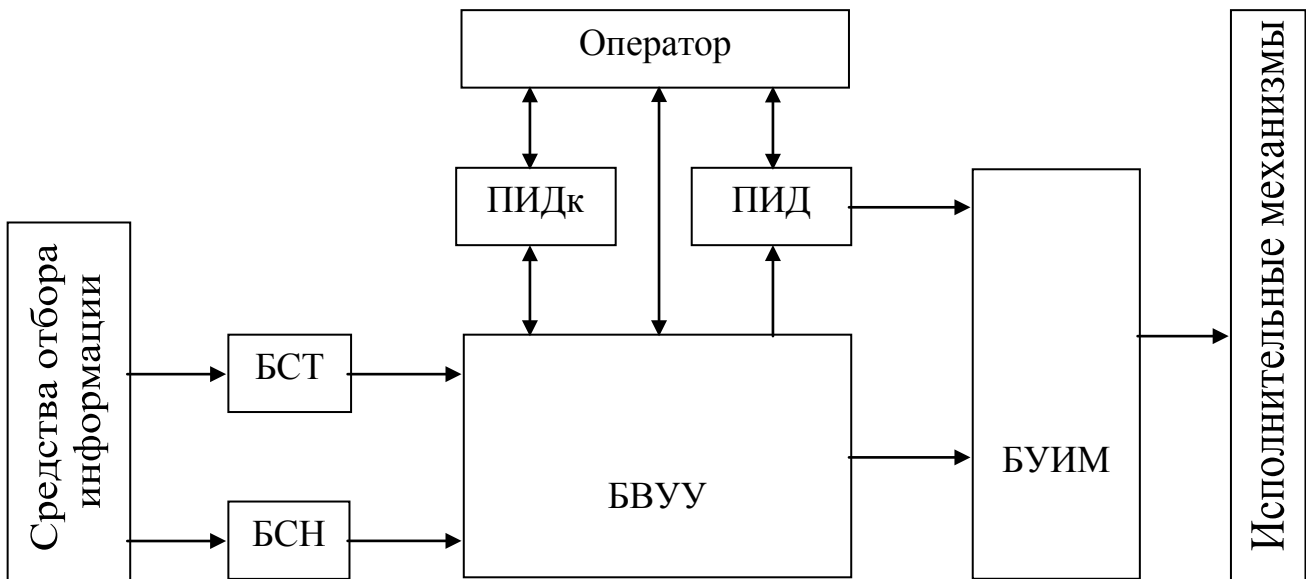 Оператор
ПИДк
ПИД
Средства отбора
информации
БСТ
БСН
БВУУ
БУИМ
Исполнительные механизмы